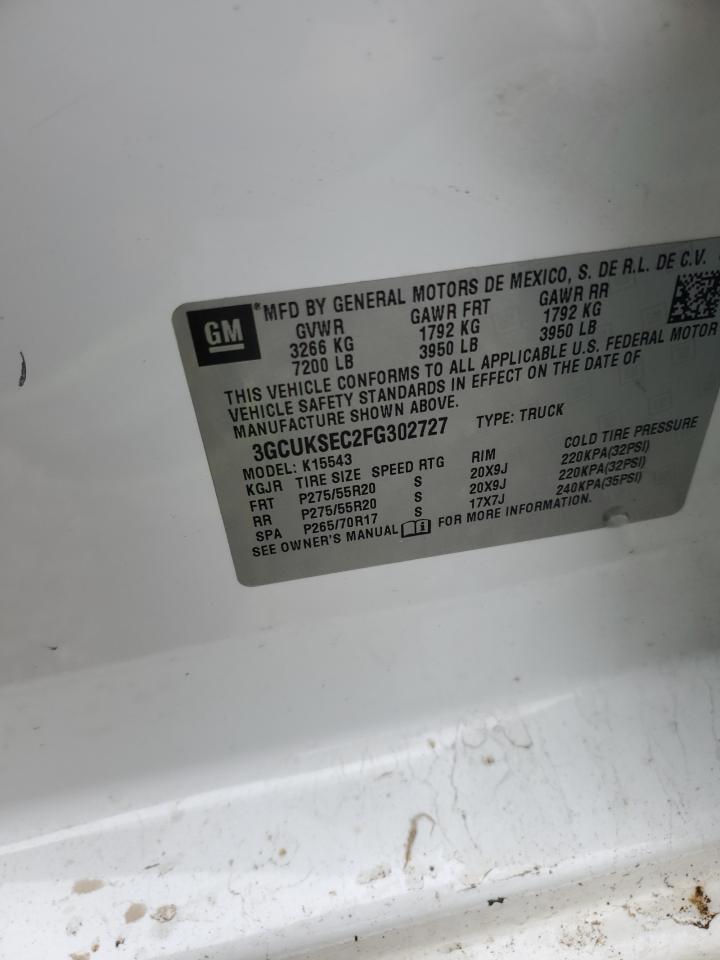 GM
*MFD BY GENERAL MOTORS DE MEXICO, S. DE R.L. DE C.V.
GVWR GAWR FRT GAWR RR
3266 KG 1792 KG 1792 KG
7200 LB 3950 LB 3950 LB
THIS VEHICLE CONFORMS TO ALL APPLICABLE U.S. FEDERAL MOTOR
VEHICLE SAFETY STANDARDS IN EFFECT ON THE DATE OF
MANUFACTURE SHOWN ABOVE.
3GCUKSEC2FG302727 TYPE: TRUCK
MODEL: K15543
KGJR TIRE SIZE SPEED RTG RIM COLD TIRE PRESSURE
FRT P275/55R20 S 20X9J 220KPA(32PSI)
RR P275/55R20 S 20X9J 220KPA(32PSI)
SPA P265/70R17 S 17X7J 240KPA(35PSI)
SEE OWNER'S MANUAL FOR MORE INFORMATION.